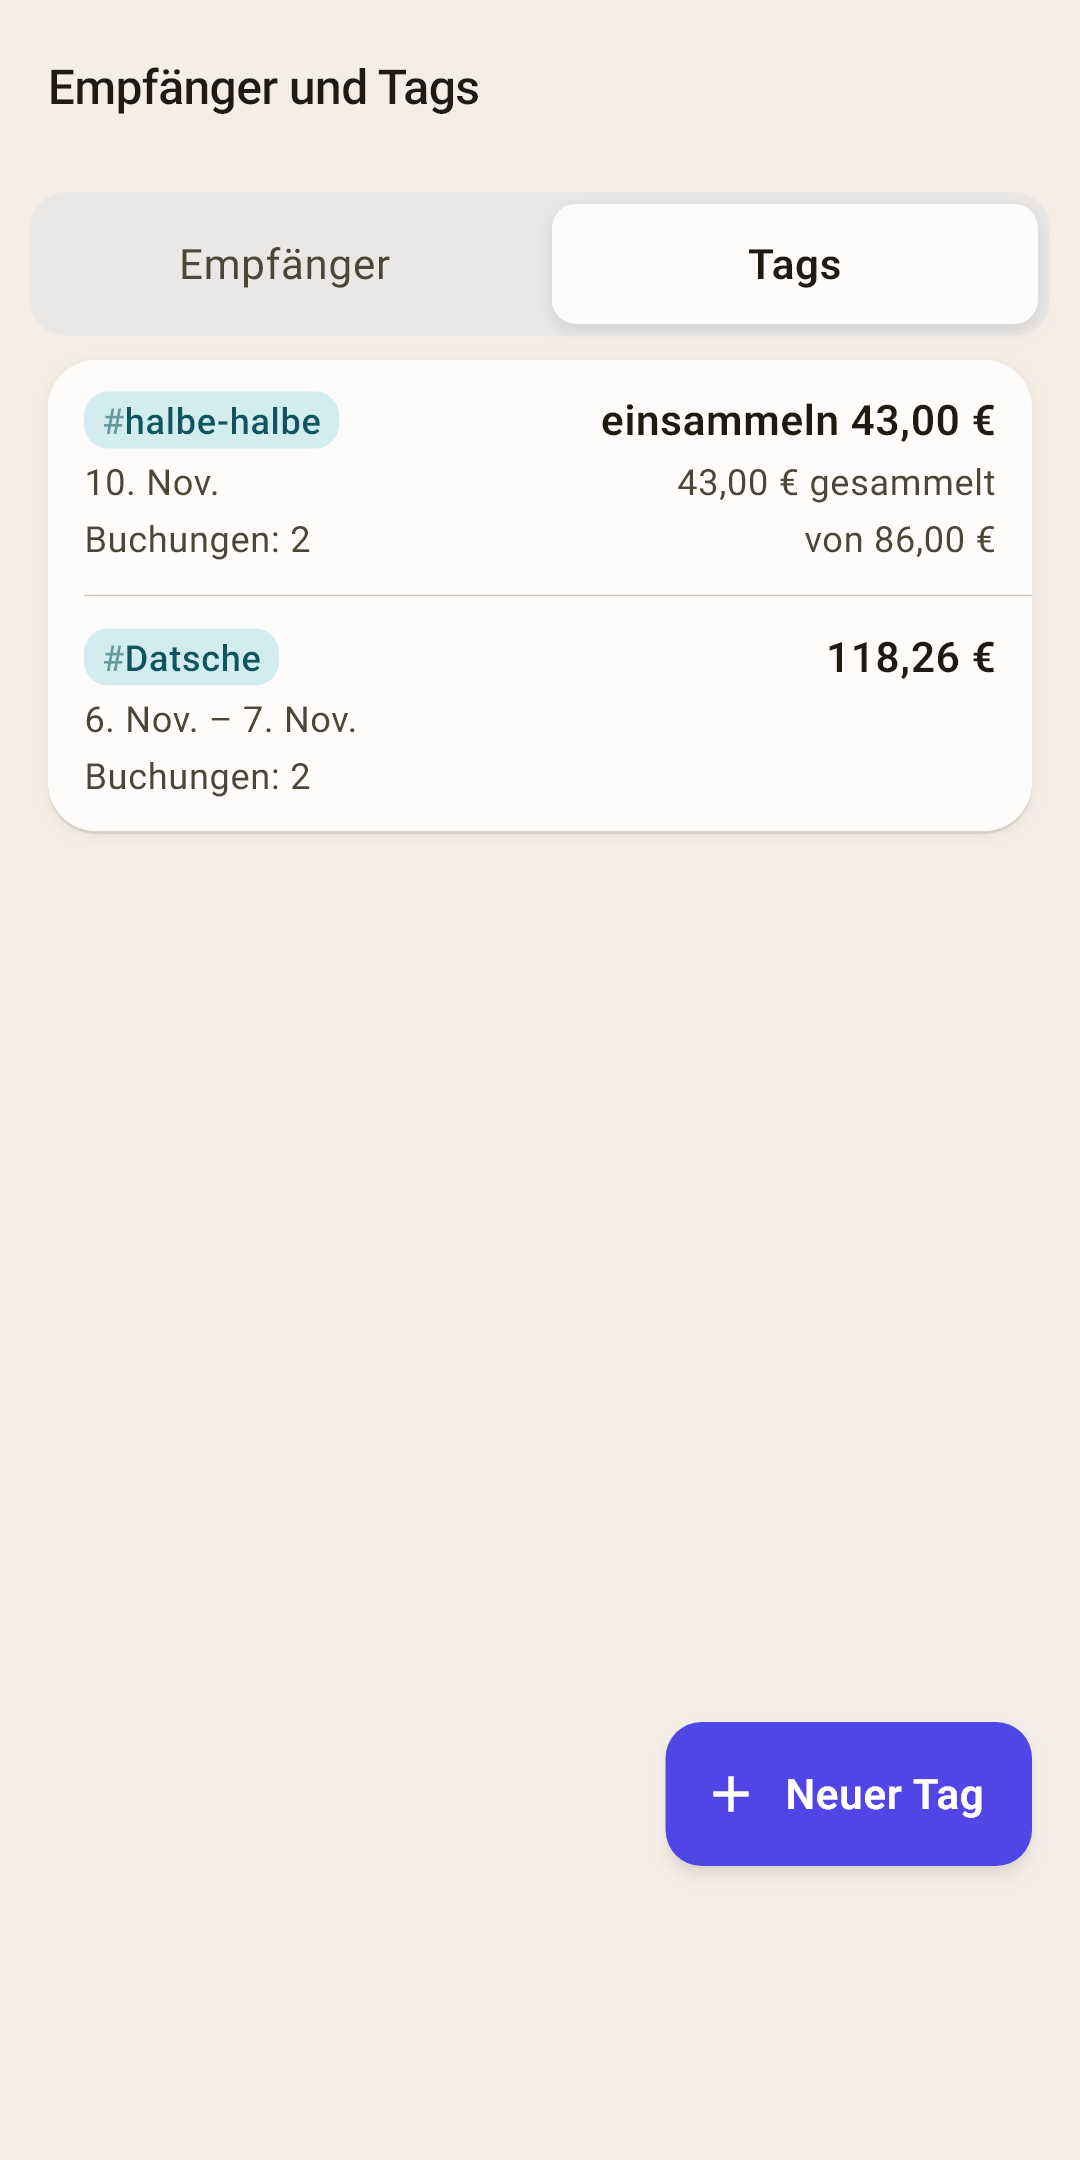 Empfänger und Tags
Empfänger
Tags
#halbe-halbe
einsammeln 43,00 €
10. Nov.
43,00 € gesammelt
Buchungen: 2
von 86,00 €
#Datsche
118,26 €
6. Nov. – 7. Nov.
Buchungen: 2
+ Neuer Tag